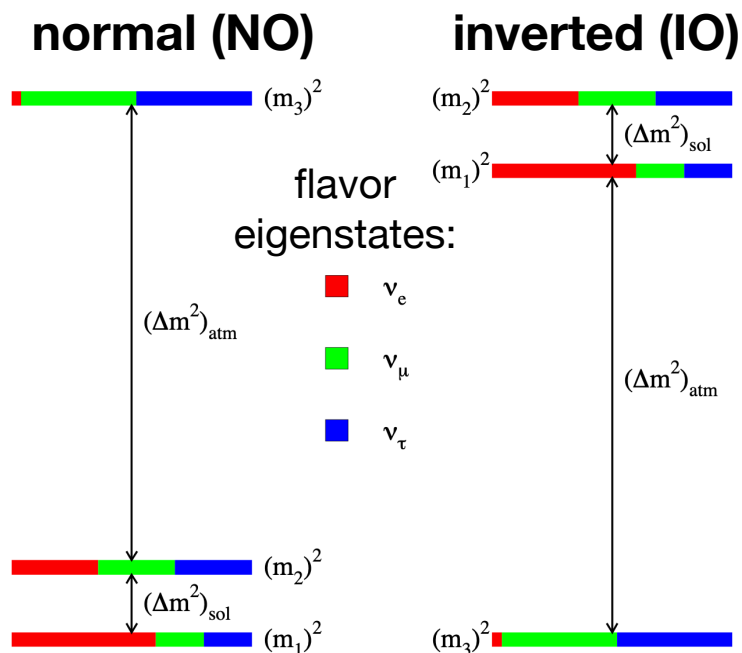 normal (NO)
inverted (IO)
(m₃)²
(m₂)²
(Δm²)sol
(m₁)²
flavor
eigenstates:
νe
(Δm²)atm
νμ
(Δm²)atm
ντ
(m₂)²
(Δm²)sol
(m₁)²
(m₃)²